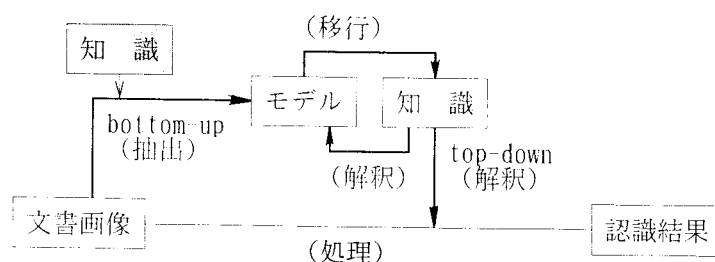 (移行)
知 識
モデル
知 識
bottom-up
(抽出)
(解釈)
top-down
(解釈)
文書画像
(処理)
認識結果